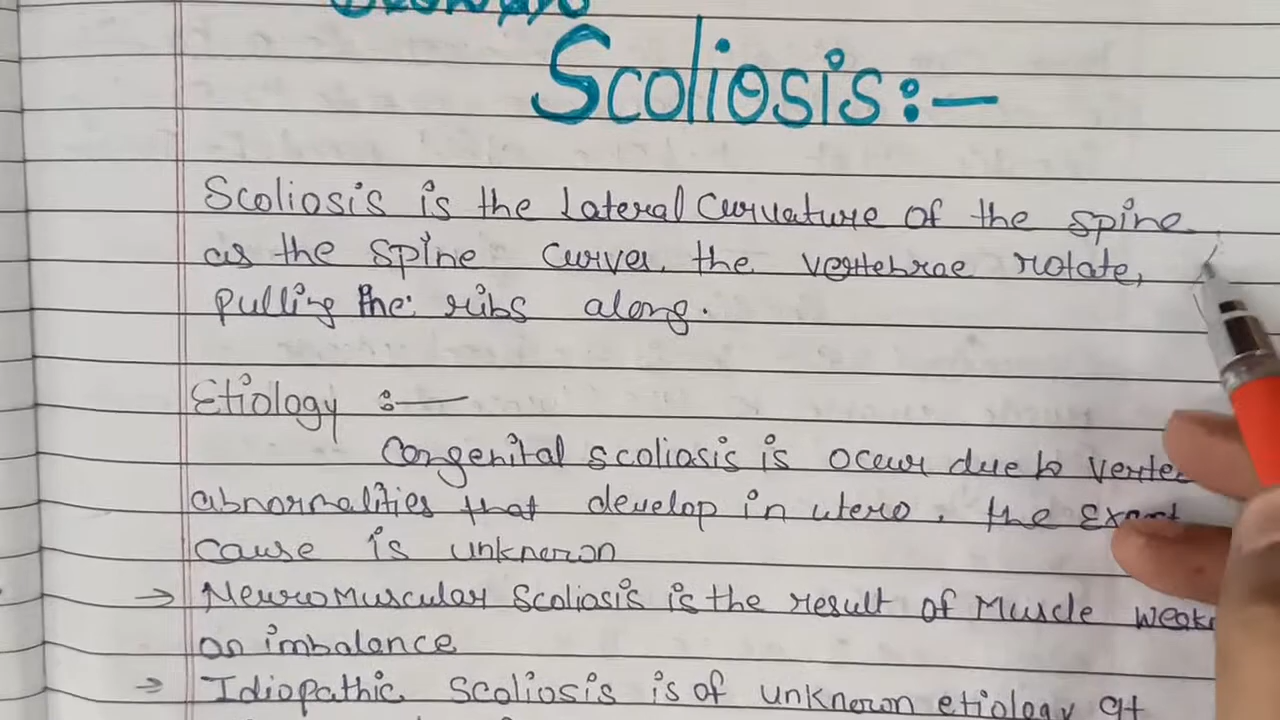 Scoliosis:-
Scoliosis is the Lateral Curvature of the spine
as the spine curves the vertebrae rotate,
pulling the ribs along.
Etiology :-
Congenital scoliosis is occur due to verte
abnormalities that develop in utero, the Exact
cause is unknown
→ Neuromuscular Scoliosis is the result of Muscle weak
or imbalance
→ Idiopathic Scoliosis is of unknown etiology It